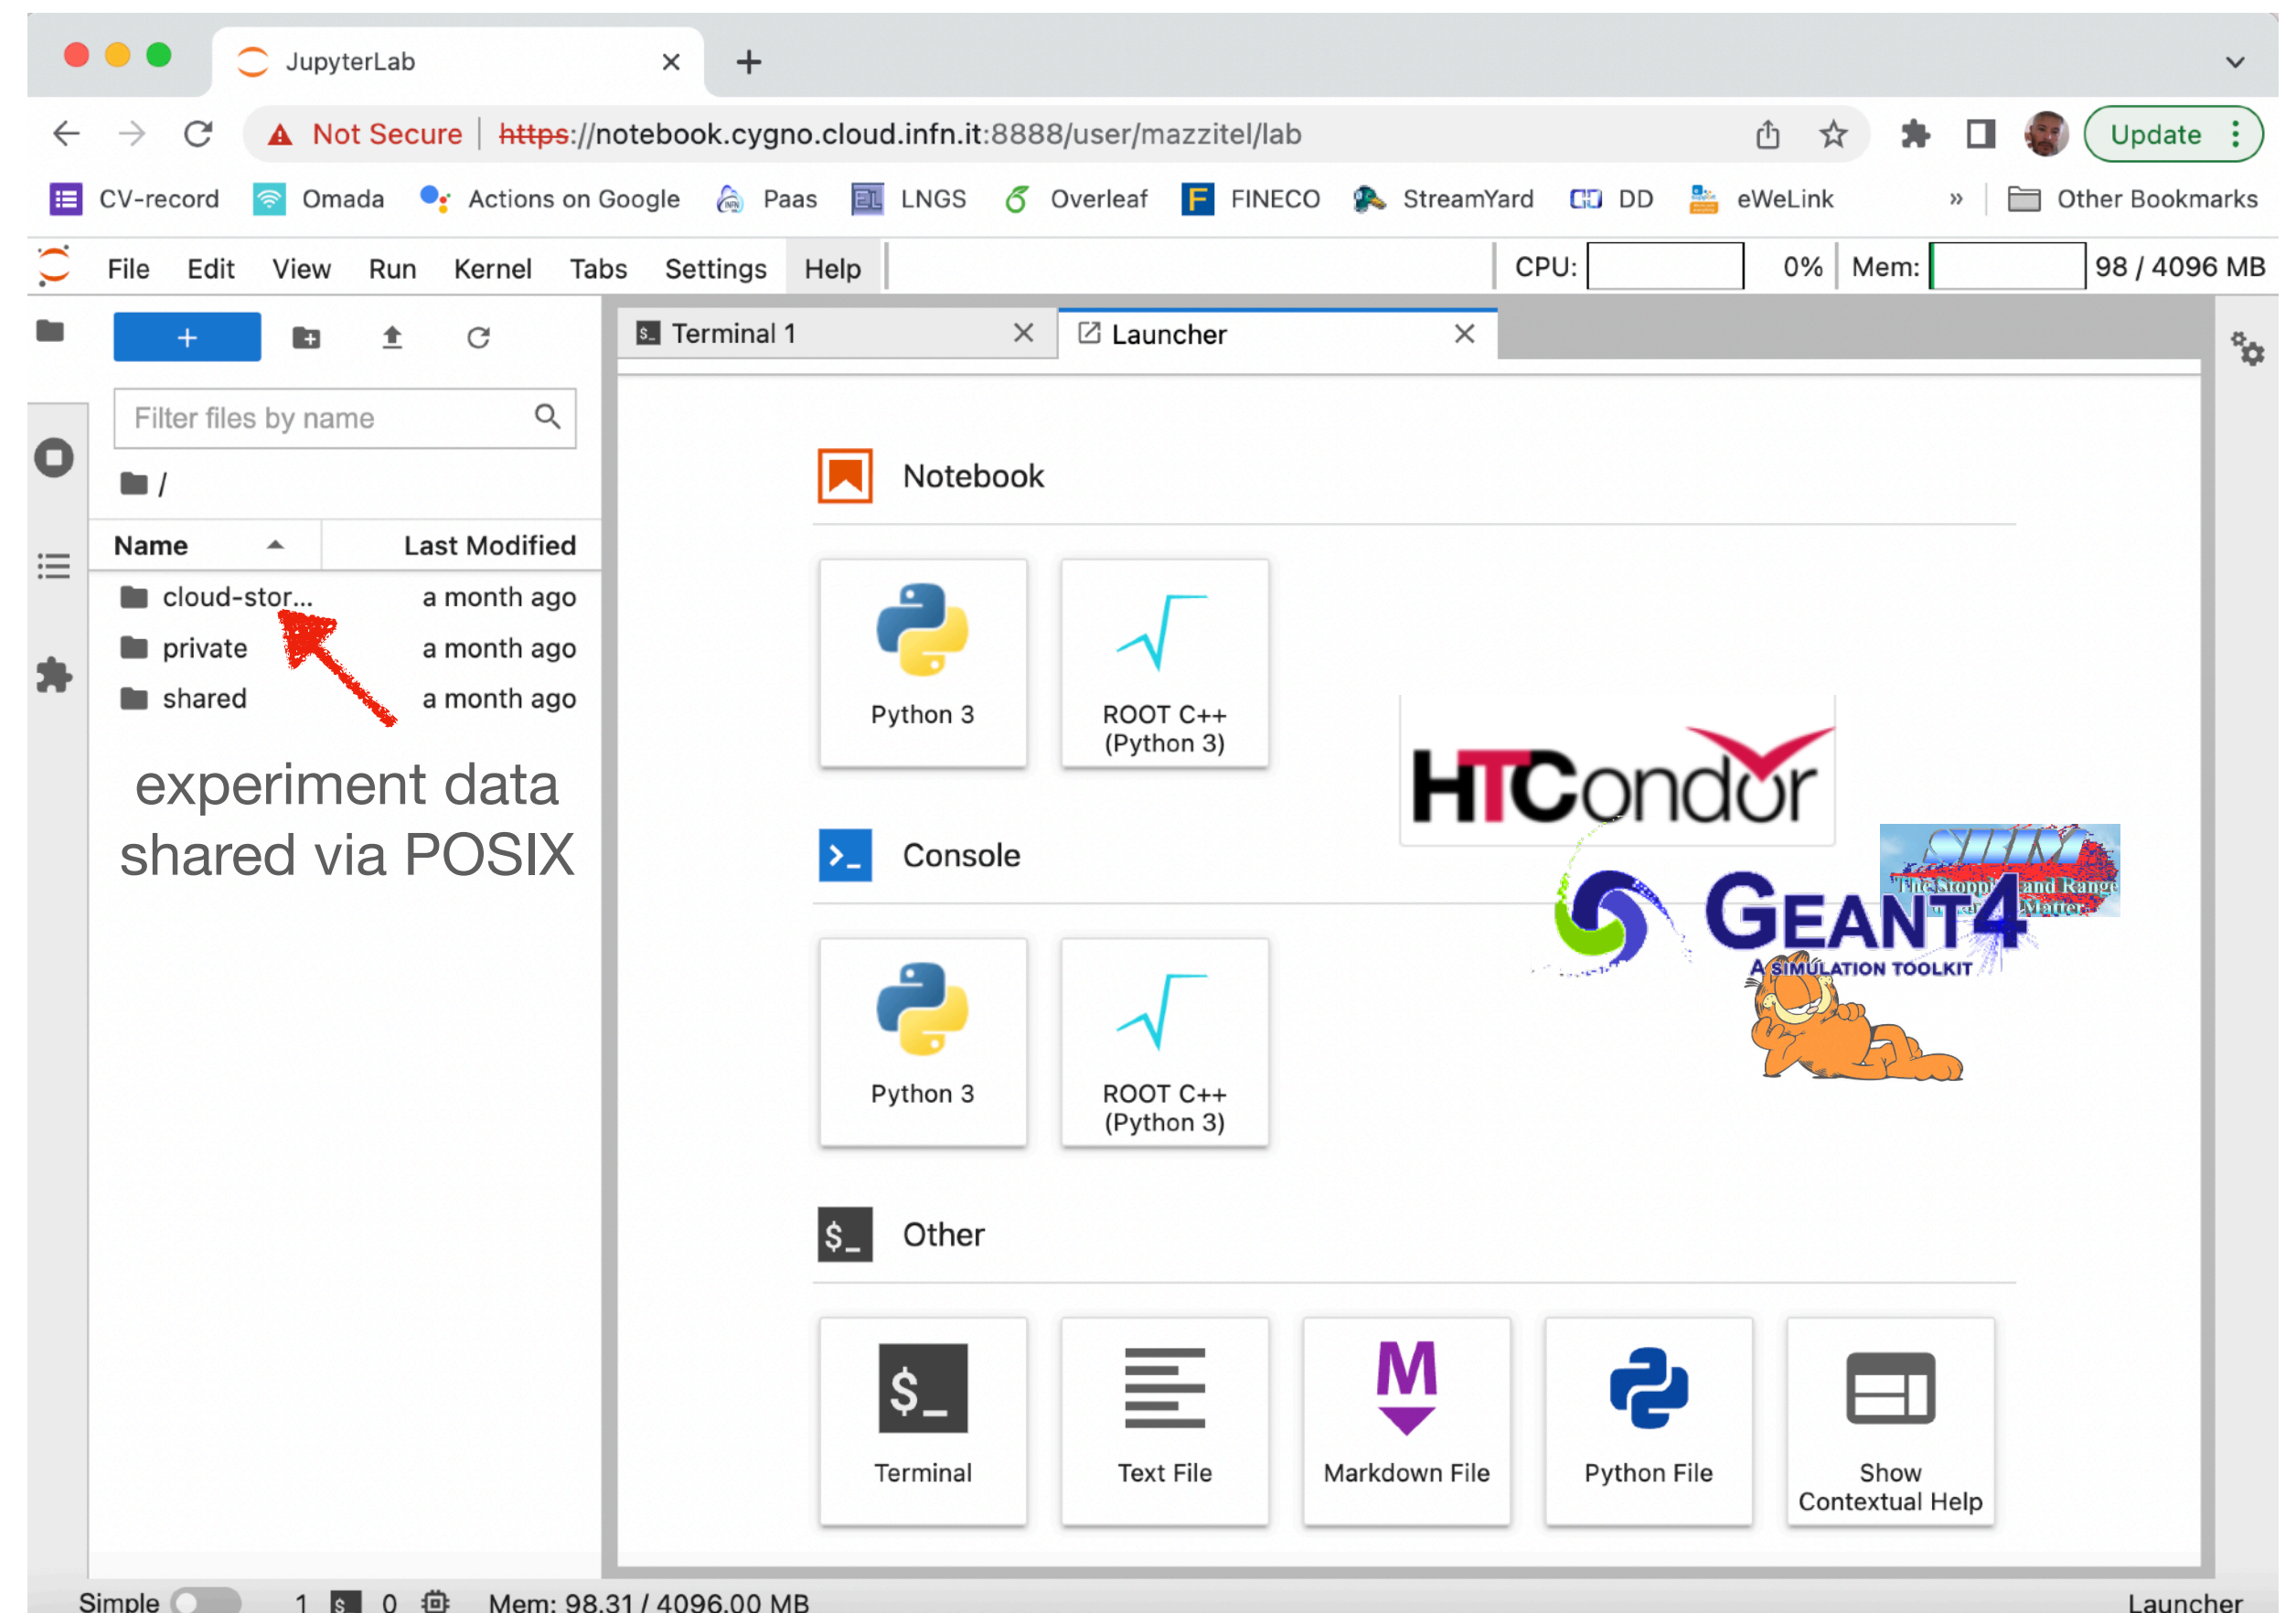 JupyterLab
Not Secure https://notebook.cygno.cloud.infn.it:8888/user/mazzitel/lab
Update
CV-record Omada Actions on Google Paas LNGS Overleaf FINECO StreamYard DD eWeLink » Other Bookmarks
File Edit View Run Kernel Tabs Settings Help CPU: 0% Mem: 98 / 4096 MB
Terminal 1 Launcher
Filter files by name
/
Name Last Modified
cloud-stor... a month ago
private a month ago
shared a month ago
experiment data
shared via POSIX
Notebook
Python 3
ROOT C++
(Python 3)
HTCondor
Console
The Stopping and Range
Matter
GEANT4
A SIMULATION TOOLKIT
Python 3
ROOT C++
(Python 3)
$_ Other
$_
Terminal
Text File
M
Markdown File
Python File
Show
Contextual Help
Simple 1 $ 0 Mem: 98.31 / 4096.00 MB Launcher